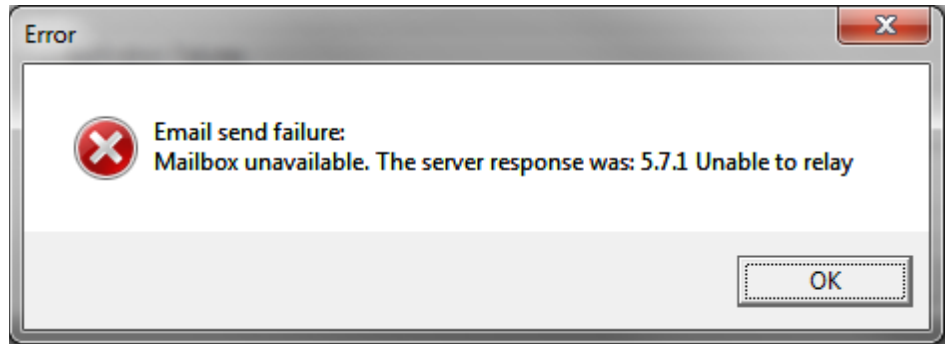 Error
Email send failure:
Mailbox unavailable. The server response was: 5.7.1 Unable to relay
OK